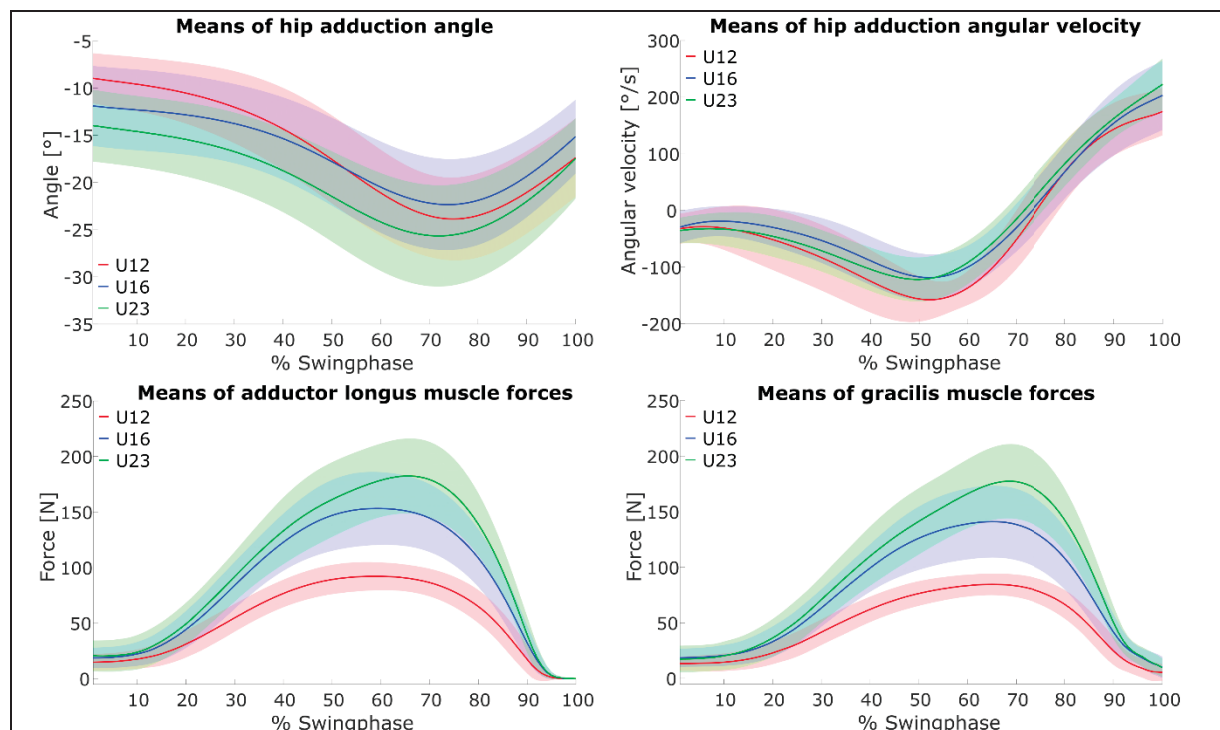 Means of hip adduction angle
-5
-10
-15
-20
-25
-30
-35
Angle [°]
U12
U16
U23
10 20 30 40 50 60 70 80 90 100
% Swingphase
Means of hip adduction angular velocity
300
200
100
0
-100
-200
Angular velocity [°/s]
U12
U16
U23
10 20 30 40 50 60 70 80 90 100
% Swingphase
Means of adductor longus muscle forces
250
200
150
100
50
0
Force [N]
U12
U16
U23
10 20 30 40 50 60 70 80 90 100
% Swingphase
Means of gracilis muscle forces
250
200
150
100
50
0
Force [N]
U12
U16
U23
10 20 30 40 50 60 70 80 90 100
% Swingphase